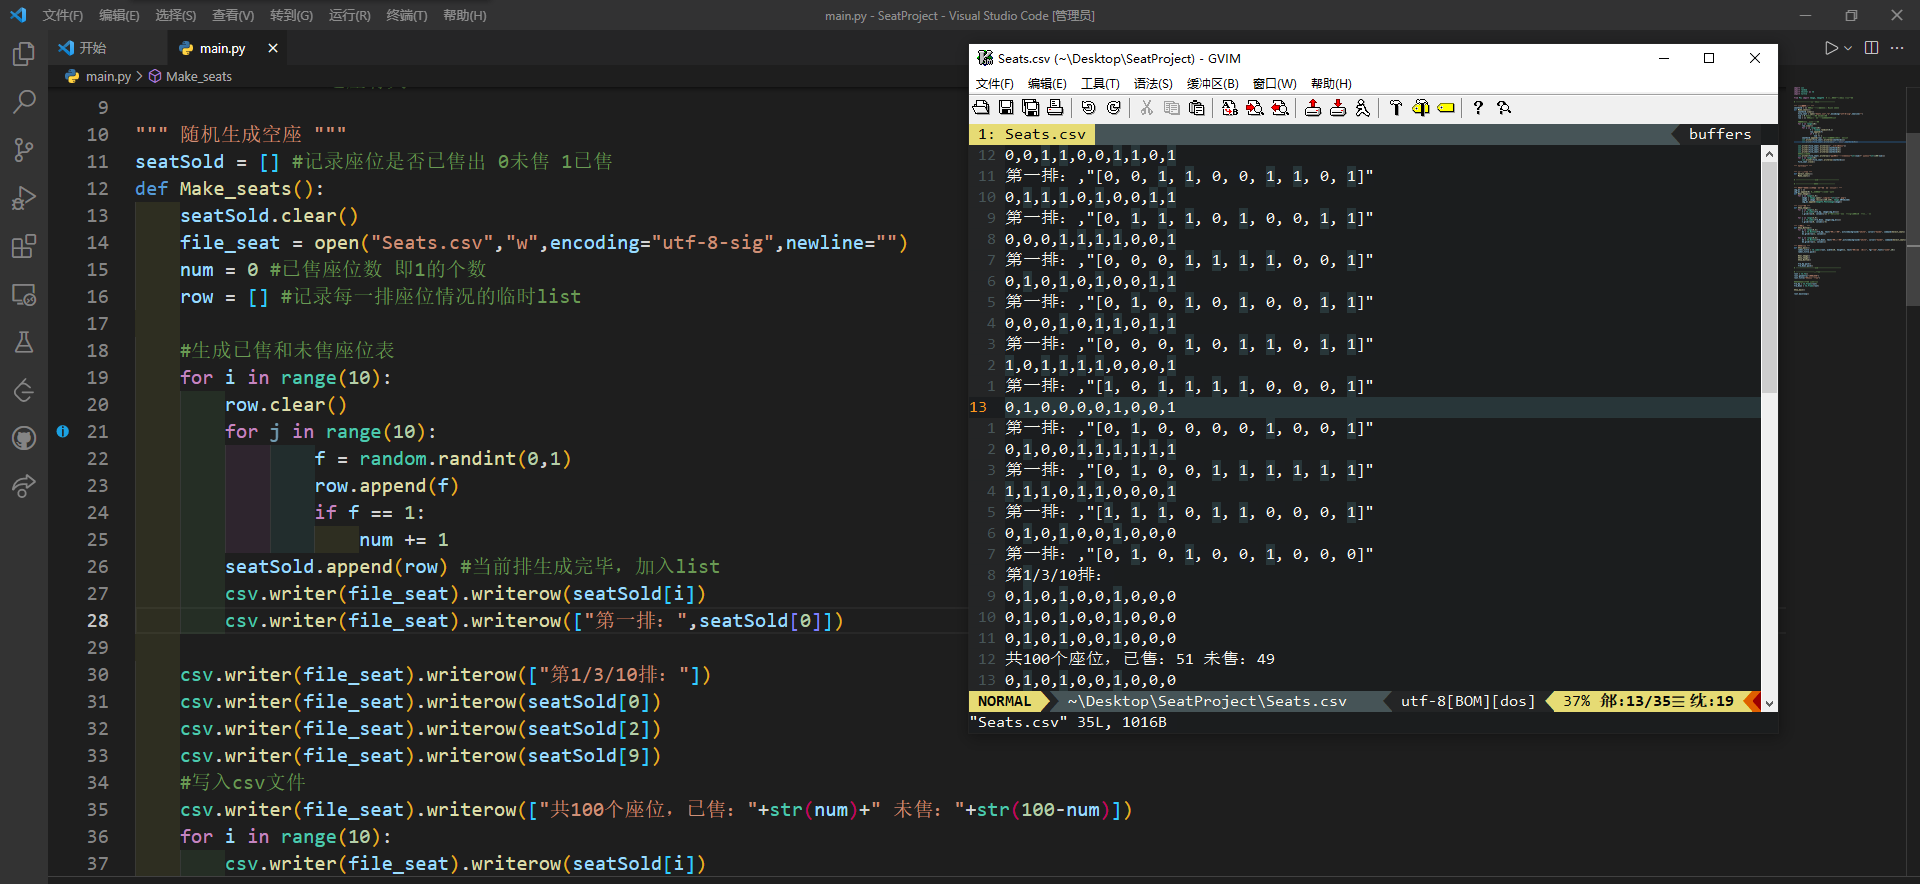 文件(F) 编辑(E) 选择(S) 查看(V) 转到(G) 运行(R) 终端(T) 帮助(H)
main.py - SeatProject - Visual Studio Code [管理员]
开始
main.py
main.py > Make_seats
9
10 """ 随机生成空座 """
11 seatSold = [] #记录座位是否已售出 0未售 1已售
12 def Make_seats():
13 seatSold.clear()
14 file_seat = open("Seats.csv","w",encoding="utf-8-sig",newline="")
15 num = 0 #已售座位数 即1的个数
16 row = [] #记录每一排座位情况的临时list
17
18 #生成已售和未售座位表
19 for i in range(10):
20 row.clear()
21 for j in range(10):
22 f = random.randint(0,1)
23 row.append(f)
24 if f == 1:
25 num += 1
26 seatSold.append(row) #当前排生成完毕，加入list
27 csv.writer(file_seat).writerow(seatSold[i])
28 csv.writer(file_seat).writerow(["第一排：",seatSold[0]])
29
30 csv.writer(file_seat).writerow(["第1/3/10排："])
31 csv.writer(file_seat).writerow(seatSold[0])
32 csv.writer(file_seat).writerow(seatSold[2])
33 csv.writer(file_seat).writerow(seatSold[9])
34 #写入csv文件
35 csv.writer(file_seat).writerow(["共100个座位，已售："+str(num)+" 未售："+str(100-num)])
36 for i in range(10):
37 csv.writer(file_seat).writerow(seatSold[i])
Seats.csv (~\Desktop\SeatProject) - GVIM
文件(F) 编辑(E) 工具(T) 语法(S) 缓冲区(B) 窗口(W) 帮助(H)
1: Seats.csv
buffers
12 0,0,1,1,0,0,1,1,0,1
11 第一排：,"[0, 0, 1, 1, 0, 0, 1, 1, 0, 1]"
10 0,1,1,1,0,1,0,0,1,1
9 第一排：,"[0, 1, 1, 1, 0, 1, 0, 0, 1, 1]"
8 0,0,0,1,1,1,1,0,0,1
7 第一排：,"[0, 0, 0, 1, 1, 1, 1, 0, 0, 1]"
6 0,1,0,1,0,1,0,0,1,1
5 第一排：,"[0, 1, 0, 1, 0, 1, 0, 0, 1, 1]"
4 0,0,0,1,0,1,1,0,1,1
3 第一排：,"[0, 0, 0, 1, 0, 1, 1, 0, 1, 1]"
2 1,0,1,1,1,1,0,0,0,1
1 第一排：,"[1, 0, 1, 1, 1, 1, 0, 0, 0, 1]"
13 0,1,0,0,0,0,1,0,0,1
1 第一排：,"[0, 1, 0, 0, 0, 0, 1, 0, 0, 1]"
2 0,1,0,0,1,1,1,1,1,1
3 第一排：,"[0, 1, 0, 0, 1, 1, 1, 1, 1, 1]"
4 1,1,1,0,1,1,0,0,0,1
5 第一排：,"[1, 1, 1, 0, 1, 1, 0, 0, 0, 1]"
6 0,1,0,1,0,0,1,0,0,0
7 第一排：,"[0, 1, 0, 1, 0, 0, 1, 0, 0, 0]"
8 第1/3/10排：
9 0,1,0,1,0,0,1,0,0,0
10 0,1,0,1,0,0,1,0,0,0
11 0,1,0,1,0,0,1,0,0,0
12 共100个座位，已售：51 未售：49
13 0,1,0,1,0,0,1,0,0,0
NORMAL ~\Desktop\SeatProject\Seats.csv utf-8[BOM][dos] 37% :13/35 :19
"Seats.csv" 35L, 1016B